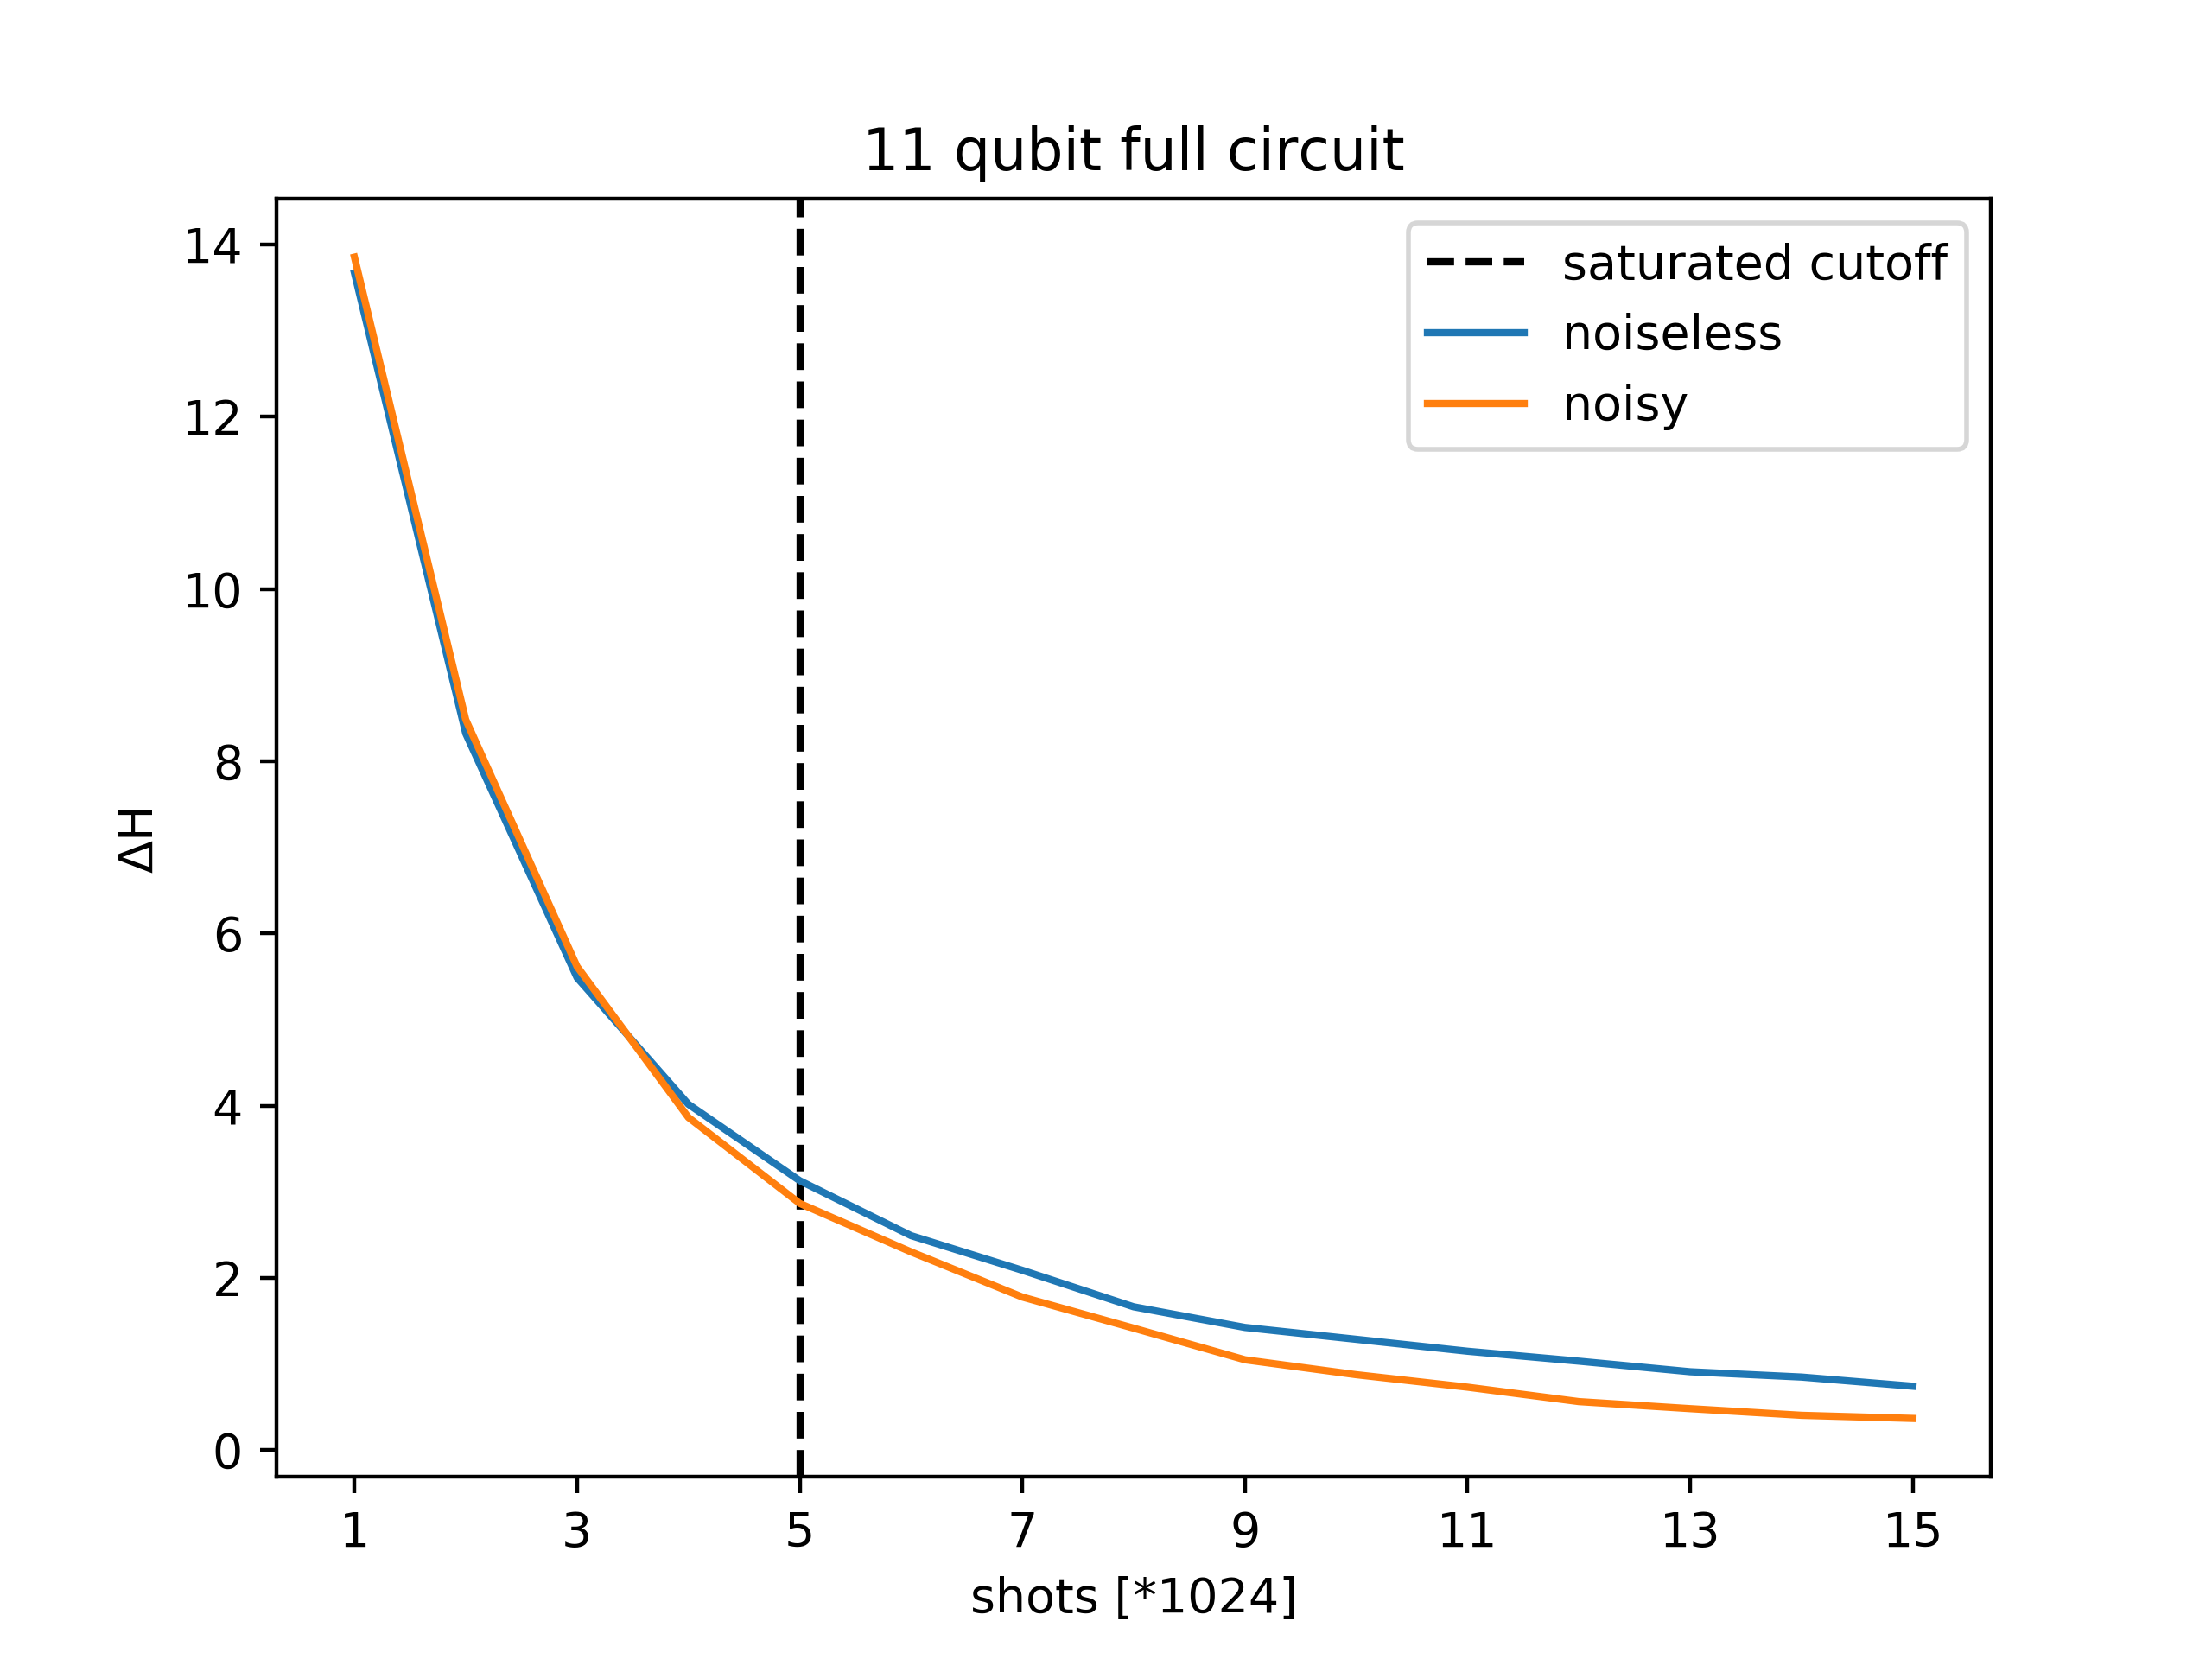 11 qubit full circuit
saturated cutoff
noiseless
noisy
14
12
10
8
6
4
2
0
ΔH
1 3 5 7 9 11 13 15
shots [*1024]